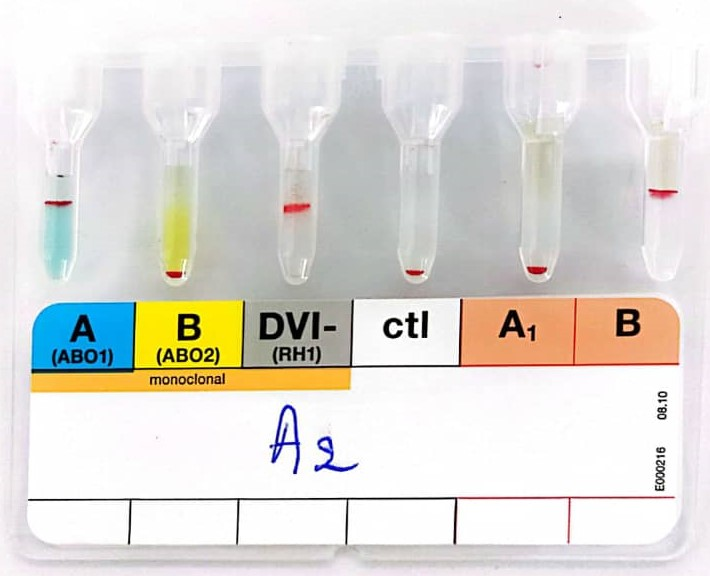 A B DVI- ctl A₁ B
(ABO1) (ABO2) (RH1)
monoclonal
A2
E000216 08.10